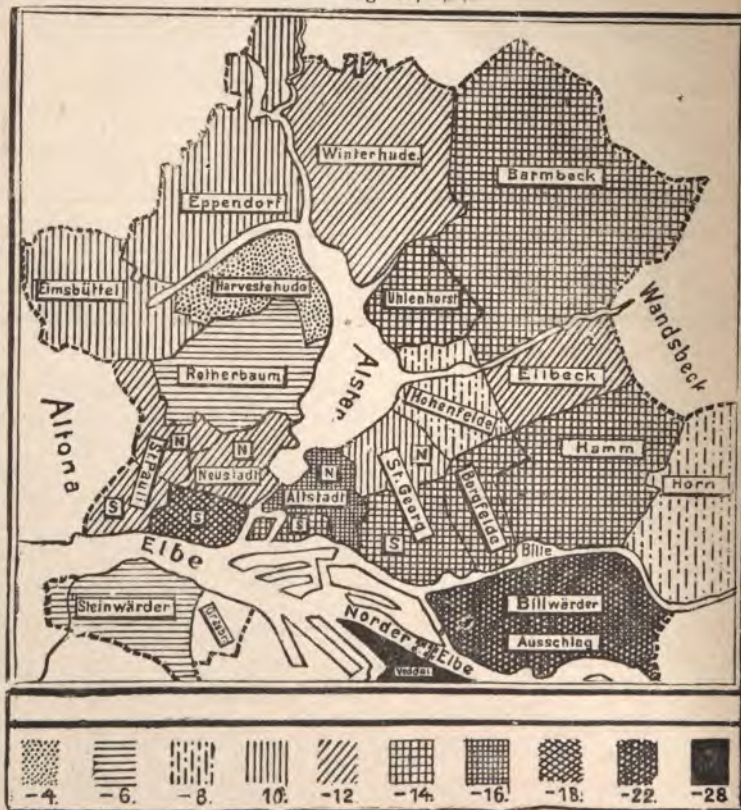 Winterhude.
Barmbeck
Eppendorf
Eimsbüttel
Harvestehude
Uhlenhorst
Wandsbeck
Rotherbaum
Alster
Eilbeck
Hohenfelde
Altona
St. Pauli
N
N
Neustadt
N
Altstadt
N
St. Georg
Hamm
Horn
Borgfelde
S
S
S
S
Elbe
Bille
Steinwärder
Billwärder
Ausschlag
Norder Elbe
Veddel
-4.
-6.
-8.
10.
-12.
-14.
-16.
-18.
-22.
-28